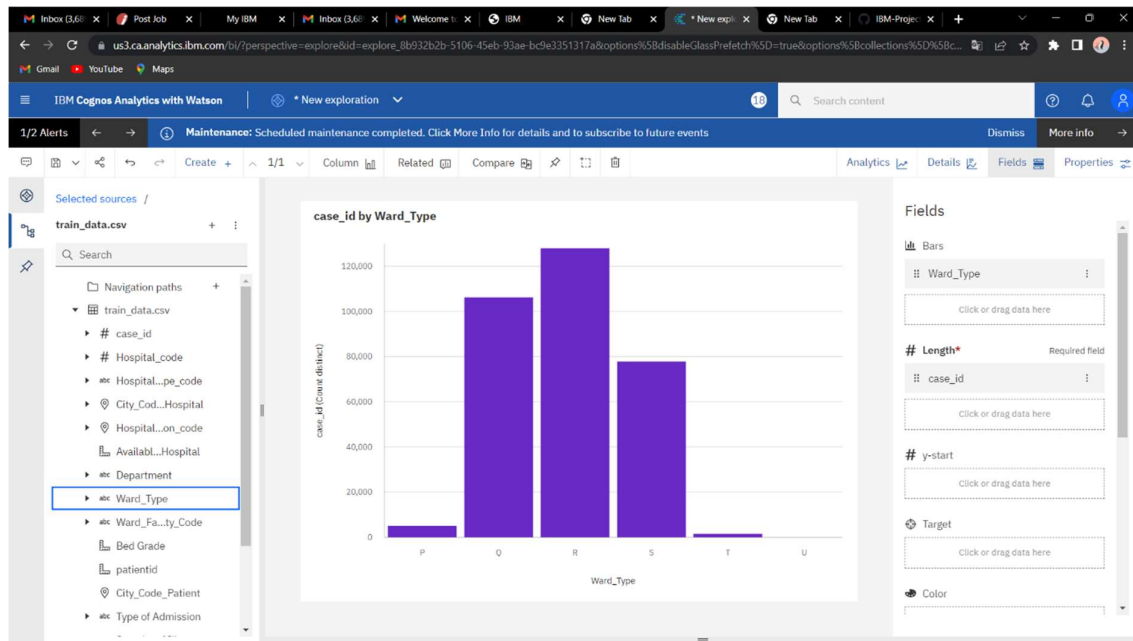 Inbox (3,68 Post Job My IBM Inbox (3,68 Welcome to IBM New Tab * New expl New Tab IBM-Projec
us3.ca.analytics.ibm.com/bi/?perspective=explore&id=explore_8b932b2b-5106-45eb-93ae-bc9e3351317a&options%5BdisableGlassPrefetch%5D=true&options%5Bcollections%5D%5Bc...
Gmail YouTube Maps
IBM Cognos Analytics with Watson * New exploration 18 Search content
1/2 Alerts Maintenance: Scheduled maintenance completed. Click More Info for details and to subscribe to future events Dismiss More info
Create + 1/1 Column Related Compare Analytics Details Fields Properties
Selected sources /
train_data.csv
Search
Navigation paths +
train_data.csv
# case_id
# Hospital_code
abc Hospital...pe_code
City_Cod...Hospital
Hospital...on_code
Availabl...Hospital
abc Department
abc Ward_Type
abc Ward_Fa...ty_Code
Bed Grade
patientid
City_Code_Patient
abc Type of Admission
case_id by Ward_Type
case_id (Count distinct)
120,000
100,000
80,000
60,000
40,000
20,000
0
P Q R S T U
Ward_Type
Fields
Bars
Ward_Type
Click or drag data here
# Length* Required field
case_id
Click or drag data here
# y-start
Click or drag data here
Target
Click or drag data here
Color